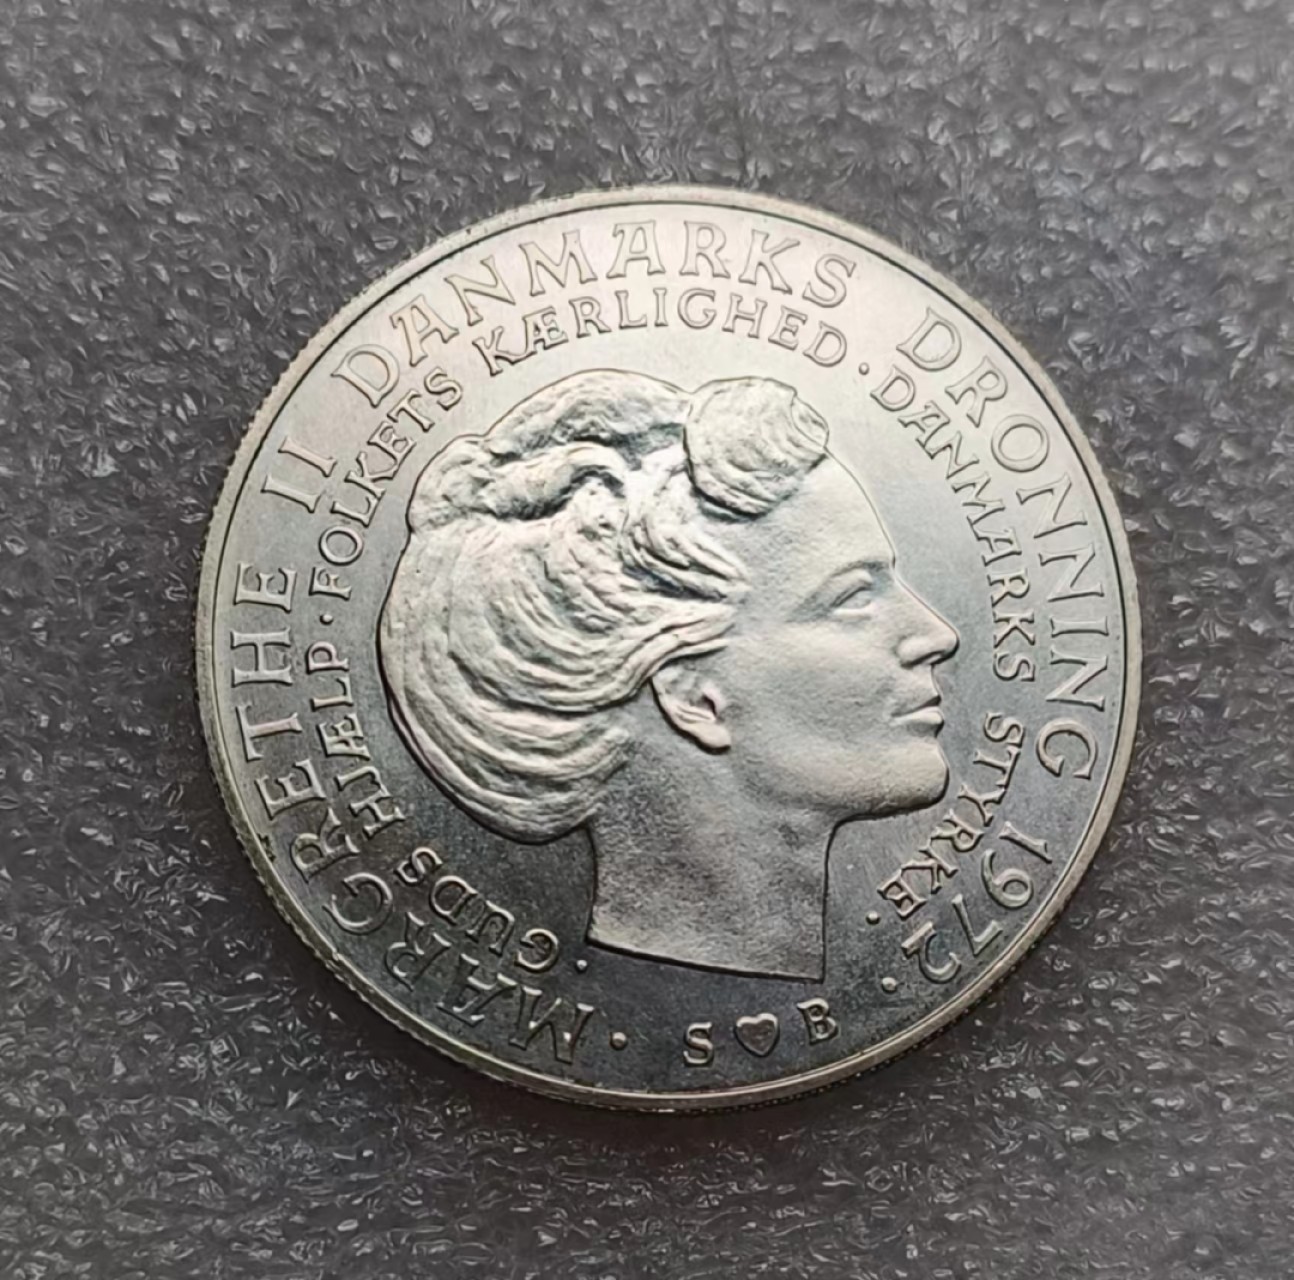 MARGRETHE II DANMARKS DRONNING 1972 ·
· GUDS HJÆLP · FOLKETS KÆRLIGHED · DANMARKS STYRKE ·
· S ♥ B